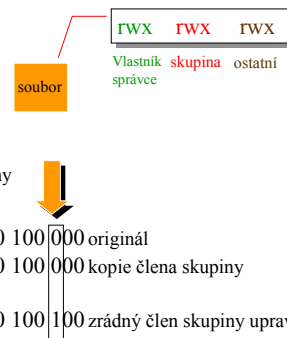 rwx rwx rwx
Vlastník skupina ostatní
správce
soubor
ny
0 100 000 originál
0 100 000 kopie člena skupiny
0 100 100 zrádný člen skupiny uprav